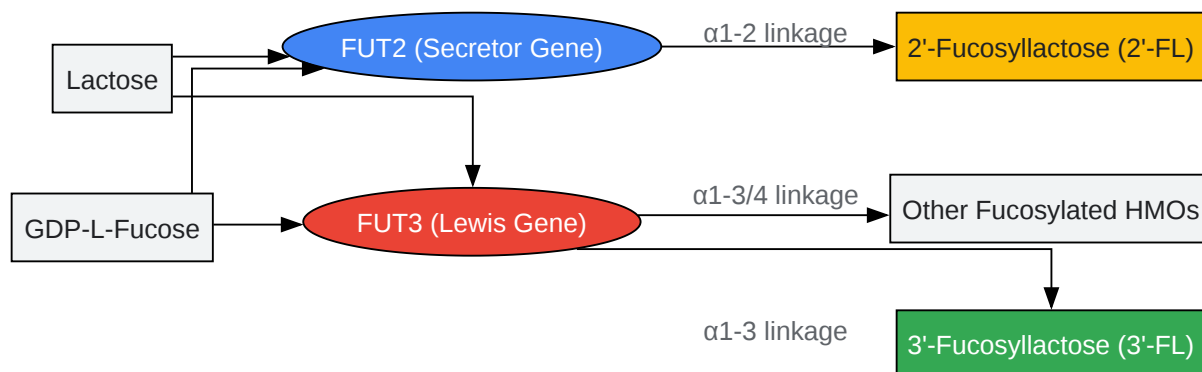 Lactose
GDP-L-Fucose
FUT2 (Secretor Gene)
FUT3 (Lewis Gene)
α1-2 linkage
α1-3/4 linkage
α1-3 linkage
2'-Fucosyllactose (2'-FL)
Other Fucosylated HMOs
3'-Fucosyllactose (3'-FL)